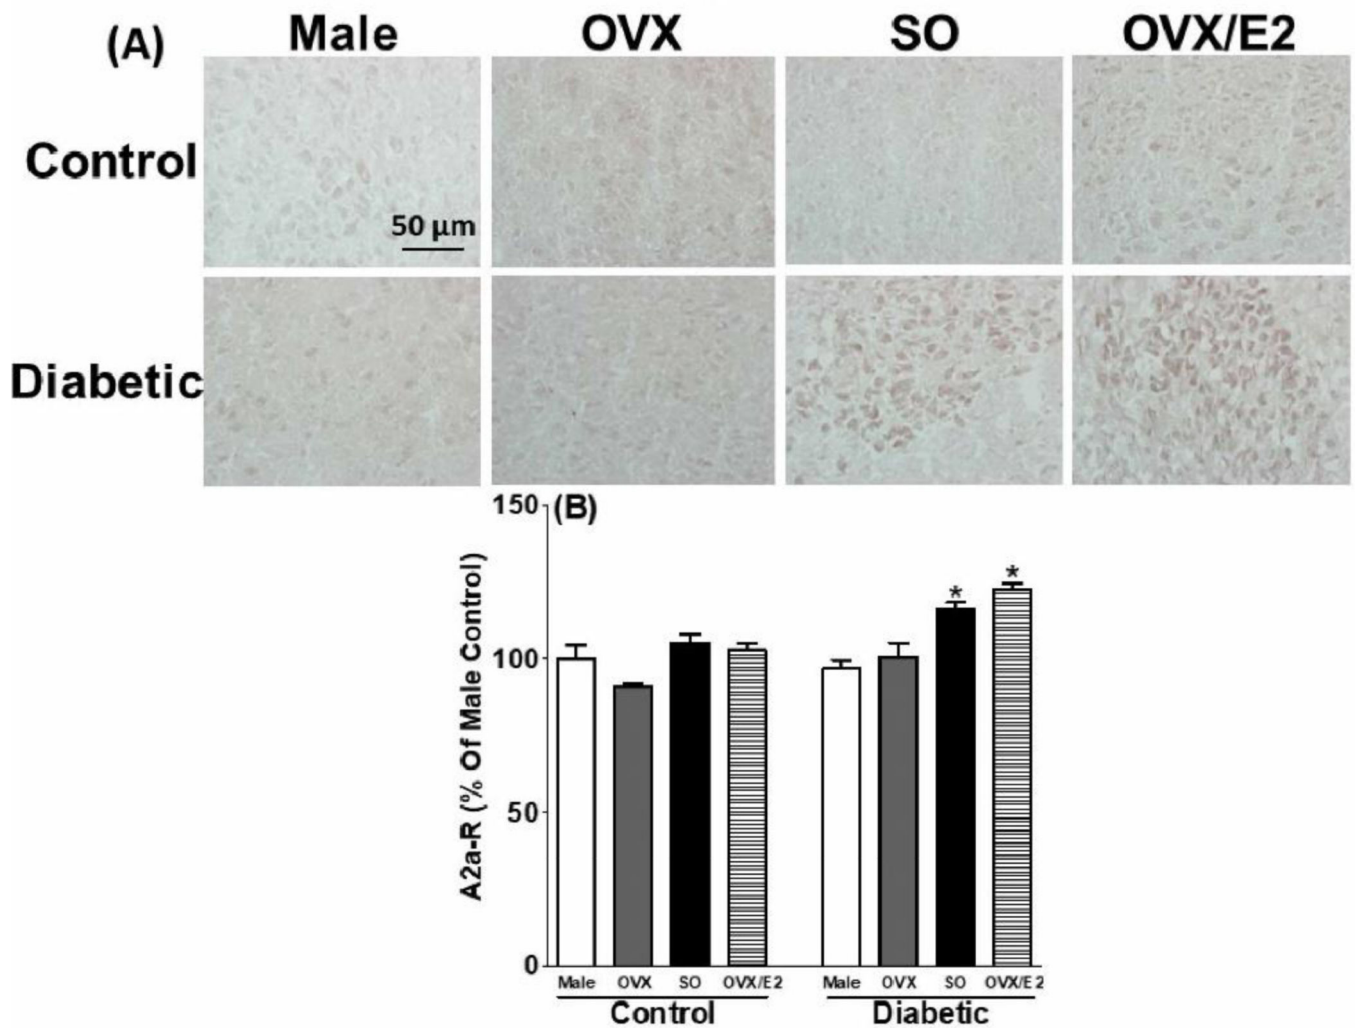 (A) Male OVX SO OVX/E2
Control
50 µm
Diabetic
(B)
A2a-R (% Of Male Control)
150
100
50
0
* *
Male OVX SO OVX/E2 Male OVX SO OVX/E2
Control Diabetic